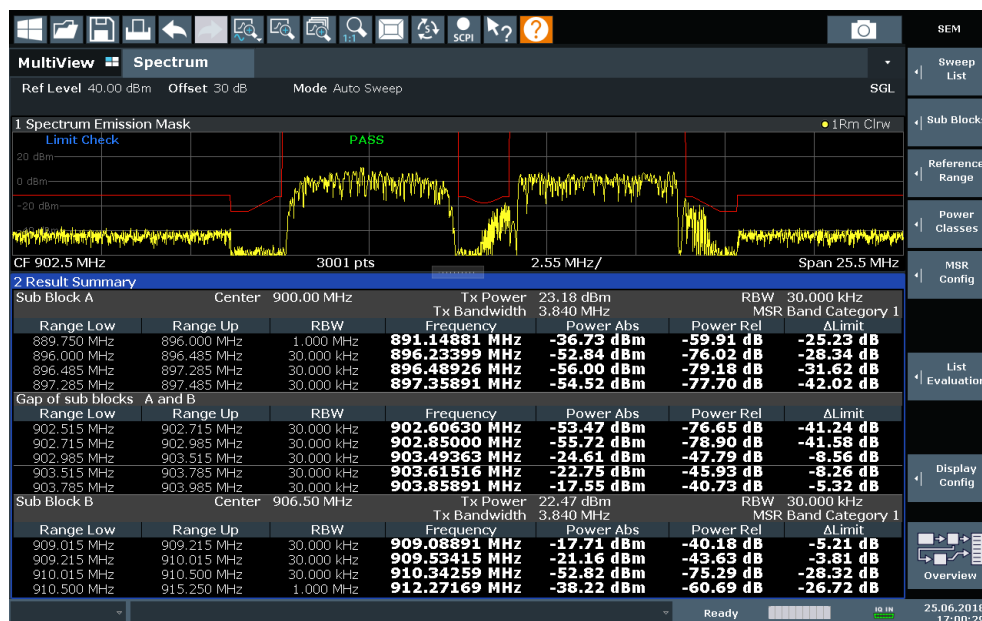 1:1
SCPI
?
?
SEM
MultiView Spectrum
Ref Level 40.00 dBm Offset 30 dB Mode Auto Sweep SGL
1 Spectrum Emission Mask 1Rm Clrw
Limit Check PASS
20 dBm
0 dBm
-20 dBm
CF 902.5 MHz 3001 pts 2.55 MHz/ Span 25.5 MHz
2 Result Summary
Sub Block A Center 900.00 MHz Tx Power 23.18 dBm RBW 30.000 kHz
Tx Bandwidth 3.840 MHz MSR Band Category 1
Range Low Range Up RBW Frequency Power Abs Power Rel ΔLimit
889.750 MHz 896.000 MHz 1.000 MHz 891.14881 MHz -36.73 dBm -59.91 dB -25.23 dB
896.000 MHz 896.485 MHz 30.000 kHz 896.23399 MHz -52.84 dBm -76.02 dB -28.34 dB
896.485 MHz 897.285 MHz 30.000 kHz 896.48926 MHz -56.00 dBm -79.18 dB -31.62 dB
897.285 MHz 897.485 MHz 30.000 kHz 897.35891 MHz -54.52 dBm -77.70 dB -42.02 dB
Gap of sub blocks A and B
Range Low Range Up RBW Frequency Power Abs Power Rel ΔLimit
902.515 MHz 902.715 MHz 30.000 kHz 902.60630 MHz -53.47 dBm -76.65 dB -41.24 dB
902.715 MHz 902.985 MHz 30.000 kHz 902.85000 MHz -55.72 dBm -78.90 dB -41.58 dB
902.985 MHz 903.515 MHz 30.000 kHz 903.49363 MHz -24.61 dBm -47.79 dB -8.56 dB
903.515 MHz 903.785 MHz 30.000 kHz 903.61516 MHz -22.75 dBm -45.93 dB -8.26 dB
903.785 MHz 903.985 MHz 30.000 kHz 903.85891 MHz -17.55 dBm -40.73 dB -5.32 dB
Sub Block B Center 906.50 MHz Tx Power 22.47 dBm RBW 30.000 kHz
Tx Bandwidth 3.840 MHz MSR Band Category 1
Range Low Range Up RBW Frequency Power Abs Power Rel ΔLimit
909.015 MHz 909.215 MHz 30.000 kHz 909.08891 MHz -17.71 dBm -40.18 dB -5.21 dB
909.215 MHz 910.015 MHz 30.000 kHz 909.53415 MHz -21.16 dBm -43.63 dB -3.81 dB
910.015 MHz 910.500 MHz 30.000 kHz 910.34259 MHz -52.82 dBm -75.29 dB -28.32 dB
910.500 MHz 915.250 MHz 1.000 MHz 912.27169 MHz -38.22 dBm -60.69 dB -26.72 dB
Sweep
List
Sub Block
Reference
Range
Power
Classes
MSR
Config
List
Evaluation
Display
Config
Overview
Ready
IQ IN
25.06.2018
17:00:29